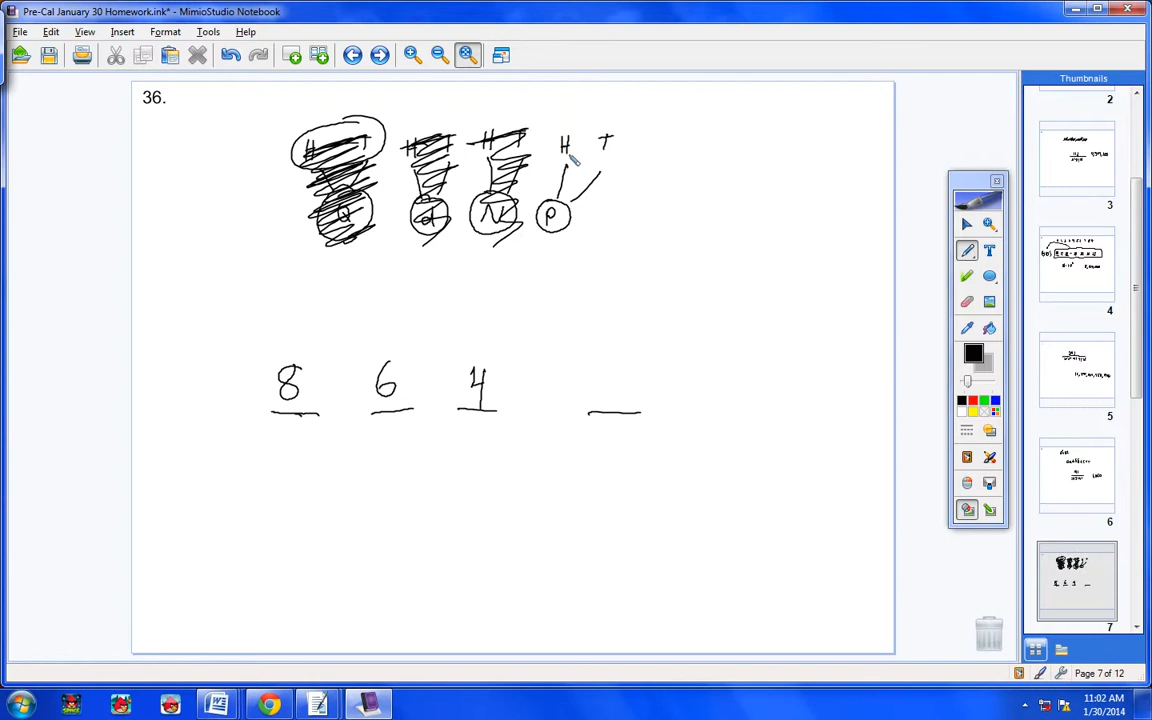 Pre-Cal January 30 Homework.ink* - MimioStudio Notebook
File Edit View Insert Format Tools Help
Thumbnails
36.
H T H T H T H T
Q d N P
8 6 4
2
3
4
5
6
7
Page 7 of 12
11:02 AM
1/30/2014